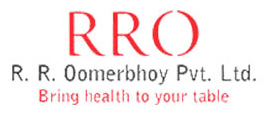 RRO
R. R. Oomerbhoy Pvt. Ltd.
Bring health to your table